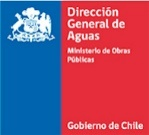 Dirección
General de
Aguas
Ministerio de Obras
Públicas
Gobierno de Chile